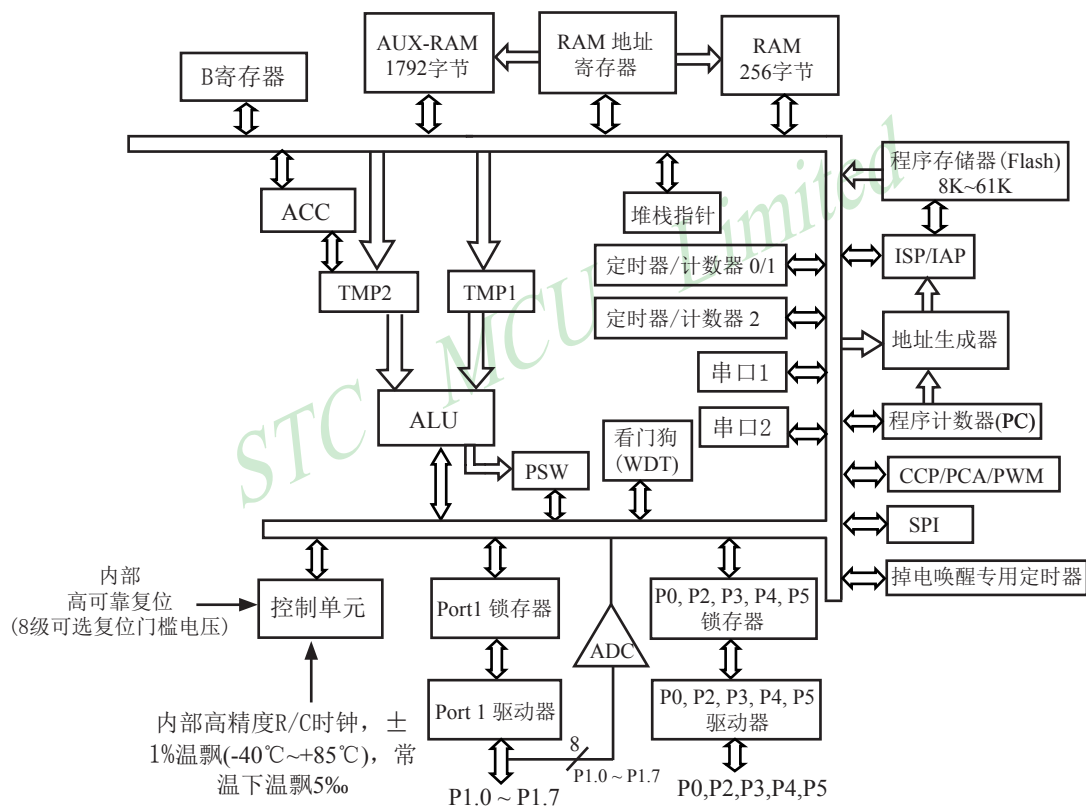 AUX-RAM
1792字节
RAM 地址
寄存器
RAM
256字节
B寄存器
程序存储器(Flash)
8K~61K
ACC
堆栈指针
ISP/IAP
定时器/计数器 0/1
TMP2
TMP1
定时器/计数器 2
地址生成器
串口1
ALU
串口2
程序计数器(PC)
看门狗
(WDT)
PSW
CCP/PCA/PWM
SPI
掉电唤醒专用定时器
内部
高可靠复位
(8级可选复位门槛电压)
控制单元
Port1 锁存器
ADC
P0, P2, P3, P4, P5
锁存器
Port 1 驱动器
P0, P2, P3, P4, P5
驱动器
内部高精度R/C时钟，±
1%温飘(-40℃~+85℃)，常
温下温飘5‰
8
P1.0 ~ P1.7
P1.0 ~ P1.7
P0,P2,P3,P4,P5
STC MCU Limited